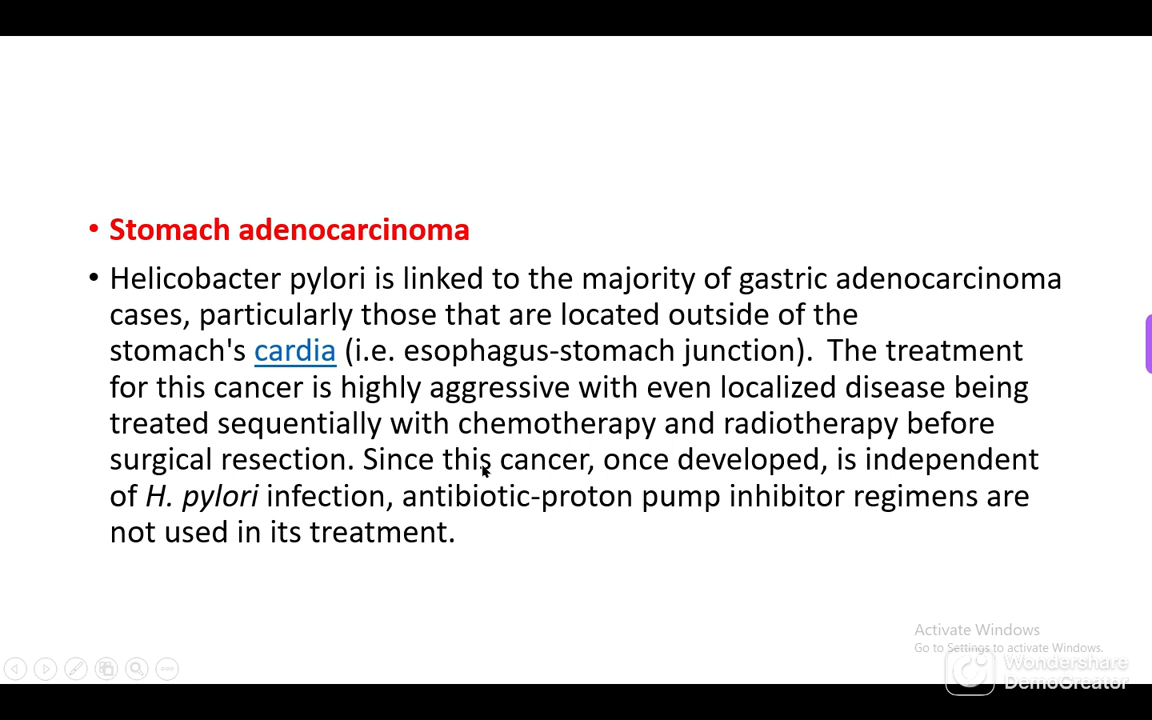 • Stomach adenocarcinoma
• Helicobacter pylori is linked to the majority of gastric adenocarcinoma
cases, particularly those that are located outside of the
stomach's cardia (i.e. esophagus-stomach junction).  The treatment
for this cancer is highly aggressive with even localized disease being
treated sequentially with chemotherapy and radiotherapy before
surgical resection. Since this cancer, once developed, is independent
of H. pylori infection, antibiotic-proton pump inhibitor regimens are
not used in its treatment.
Activate Windows
Go to Settings to activate Windows.
Wondershare
DemoCreator